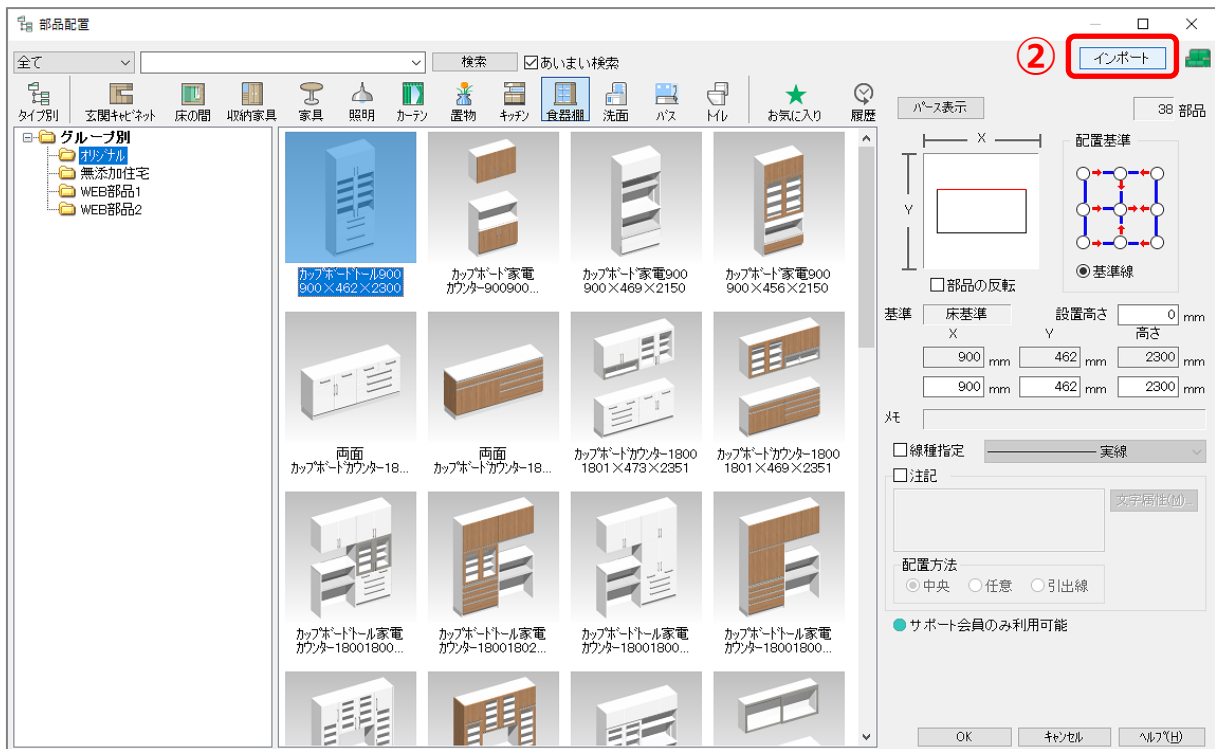 部品配置
② インポート
全て 検索 あいまい検索
タイプ別 玄関ｷｬﾋﾞﾈｯﾄ 床の間 収納家具 家具 照明 ｶｰﾃﾝ 置物 ｷｯﾁﾝ 食器棚 洗面 ﾊﾞｽ ﾄｲﾚ お気に入り 履歴
ﾊﾟｰｽ表示 38 部品
グループ別
ｵﾘｼﾞﾅﾙ
無添加住宅
WEB部品1
WEB部品2
ｶｯﾌﾟﾎﾞｰﾄﾞﾄｰﾙ900
900×462×2300
ｶｯﾌﾟﾎﾞｰﾄﾞ家電
ｶｳﾝﾀｰ900900...
ｶｯﾌﾟﾎﾞｰﾄﾞ家電900
900×469×2150
ｶｯﾌﾟﾎﾞｰﾄﾞ家電900
900×456×2150
両面
ｶｯﾌﾟﾎﾞｰﾄﾞｶｳﾝﾀｰ18...
両面
ｶｯﾌﾟﾎﾞｰﾄﾞｶｳﾝﾀｰ18...
ｶｯﾌﾟﾎﾞｰﾄﾞｶｳﾝﾀｰ1800
1801×473×2351
ｶｯﾌﾟﾎﾞｰﾄﾞｶｳﾝﾀｰ1800
1801×469×2351
ｶｯﾌﾟﾎﾞｰﾄﾞﾄｰﾙ家電
ｶｳﾝﾀｰ18001800...
ｶｯﾌﾟﾎﾞｰﾄﾞﾄｰﾙ家電
ｶｳﾝﾀｰ18001802...
ｶｯﾌﾟﾎﾞｰﾄﾞﾄｰﾙ家電
ｶｳﾝﾀｰ18001800...
ｶｯﾌﾟﾎﾞｰﾄﾞﾄｰﾙ家電
ｶｳﾝﾀｰ18001800...
X
Y
配置基準
基準線
部品の反転
基準 床基準 設置高さ 0 mm
X Y 高さ
900 mm 462 mm 2300 mm
900 mm 462 mm 2300 mm
ﾒﾓ
線種指定 実線
注記
文字属性(M)...
配置方法
中央 任意 引出線
サポート会員のみ利用可能
OK ｷｬﾝｾﾙ ﾍﾙﾌﾟ(H)